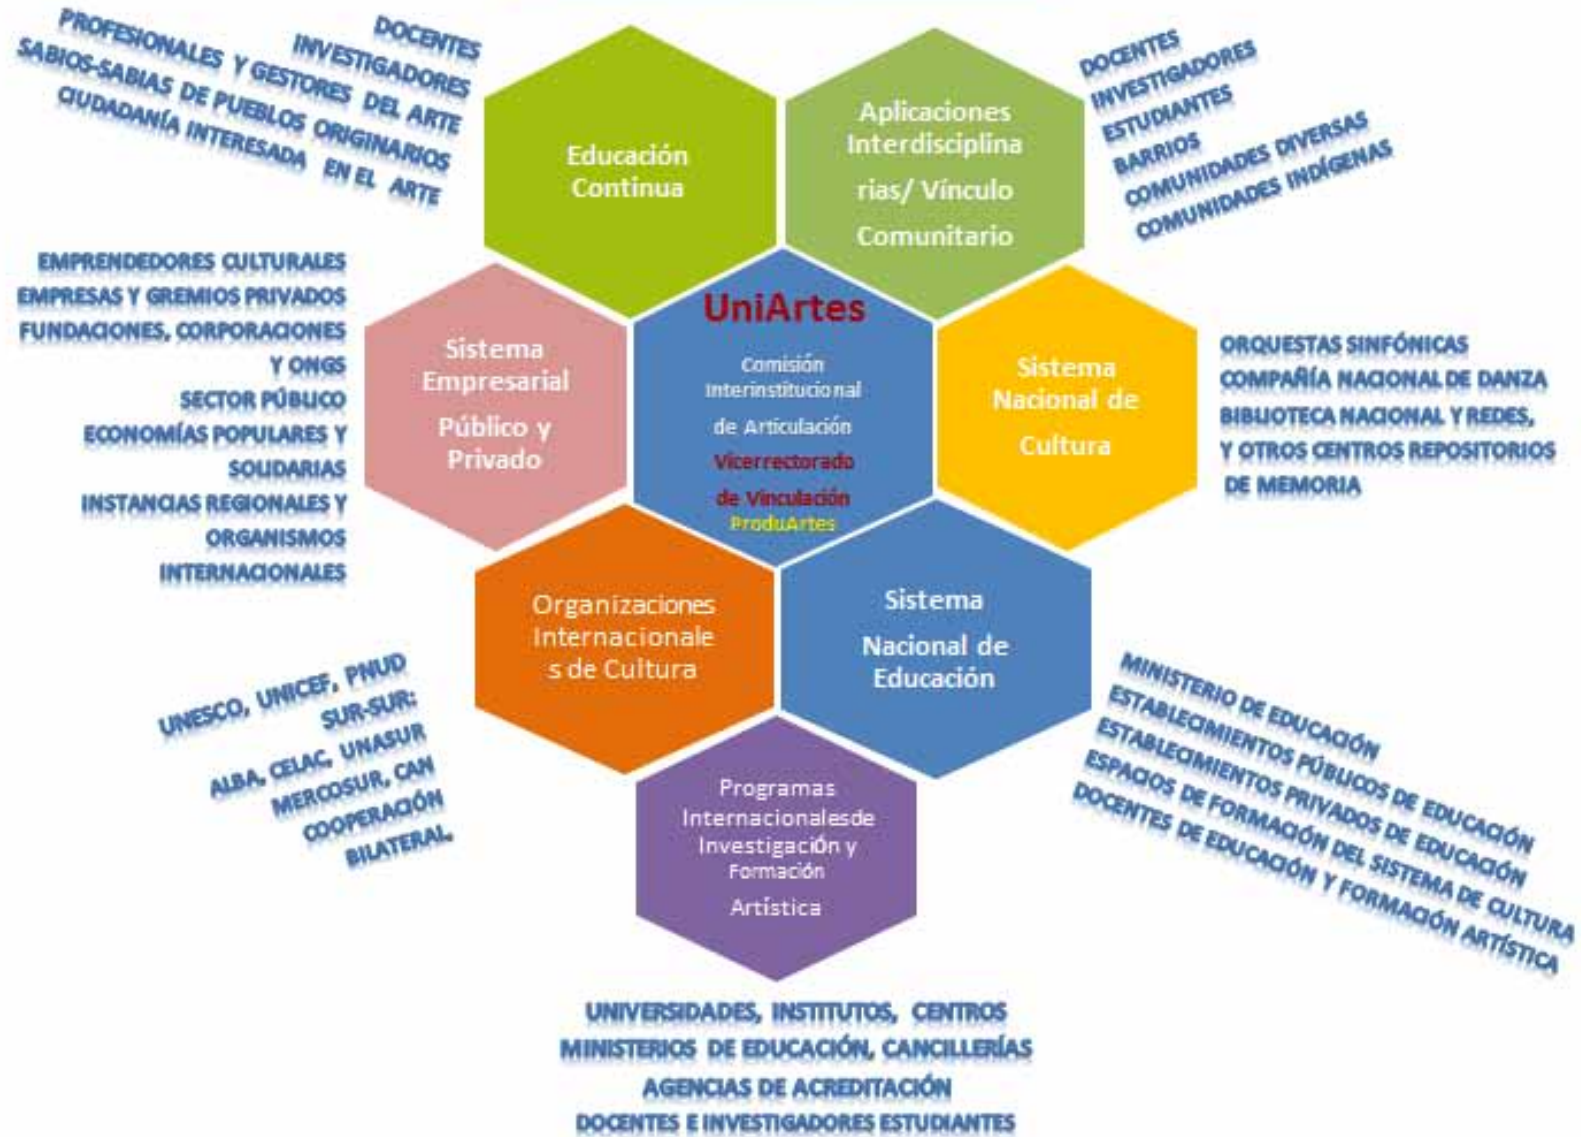 DOCENTES
INVESTIGADORES
PROFESIONALES Y GESTORES DEL ARTE
SABIOS-SABIAS DE PUEBLOS ORIGINARIOS
CIUDADANÍA INTERESADA EN EL ARTE
Educación
Continua
Aplicaciones
Interdisciplina
rias/ Vínculo
Comunitario
DOCENTES
INVESTIGADORES
ESTUDIANTES
BARRIOS
COMUNIDADES DIVERSAS
COMUNIDADES INDÍGENAS
EMPRENDEDORES CULTURALES
EMPRESAS Y GREMIOS PRIVADOS
FUNDACIONES, CORPORACIONES
Y ONGS
SECTOR PÚBLICO
ECONOMÍAS POPULARES Y
SOLIDARIAS
INSTANCIAS REGIONALES Y
ORGANISMOS
INTERNACIONALES
Sistema
Empresarial
Público y
Privado
UniArtes
Comisión
Interinstitucional
de Articulación
Vicerrectorado
de Vinculación
ProduArtes
Sistema
Nacional de
Cultura
ORQUESTAS SINFÓNICAS
COMPAÑÍA NACIONAL DE DANZA
BIBLIOTECA NACIONAL Y REDES,
Y OTROS CENTROS REPOSITORIOS
DE MEMORIA
Organizaciones
Internacionale
s de Cultura
UNESCO, UNICEF, PNUD
SUR-SUR:
ALBA, CELAC, UNASUR
MERCOSUR, CAN
COOPERACIÓN
BILATERAL.
Sistema
Nacional de
Educación
MINISTERIO DE EDUCACIÓN
ESTABLECIMIENTOS PÚBLICOS DE EDUCACIÓN
ESTABLECIMIENTOS PRIVADOS DE EDUCACIÓN
ESPACIOS DE FORMACIÓN DEL SISTEMA DE CULTURA
DOCENTES DE EDUCACIÓN Y FORMACIÓN ARTÍSTICA
Programas
Internacionalesde
Investigación y
Formación
Artística
UNIVERSIDADES, INSTITUTOS, CENTROS
MINISTERIOS DE EDUCACIÓN, CANCILLERÍAS
AGENCIAS DE ACREDITACIÓN
DOCENTES E INVESTIGADORES ESTUDIANTES